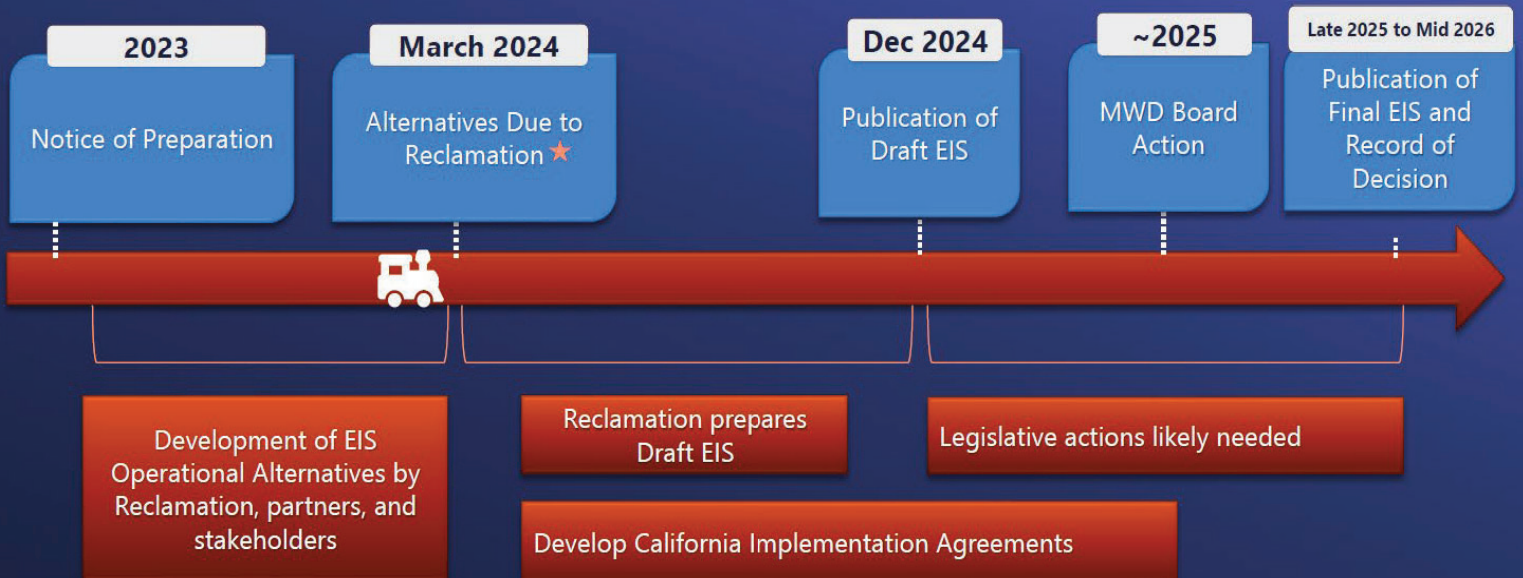 2023
Notice of Preparation
March 2024
Alternatives Due to
Reclamation
Dec 2024
Publication of
Draft EIS
~2025
MWD Board
Action
Late 2025 to Mid 2026
Publication of
Final EIS and
Record of
Decision
Development of EIS
Operational Alternatives by
Reclamation, partners, and
stakeholders
Reclamation prepares
Draft EIS
Legislative actions likely needed
Develop California Implementation Agreements